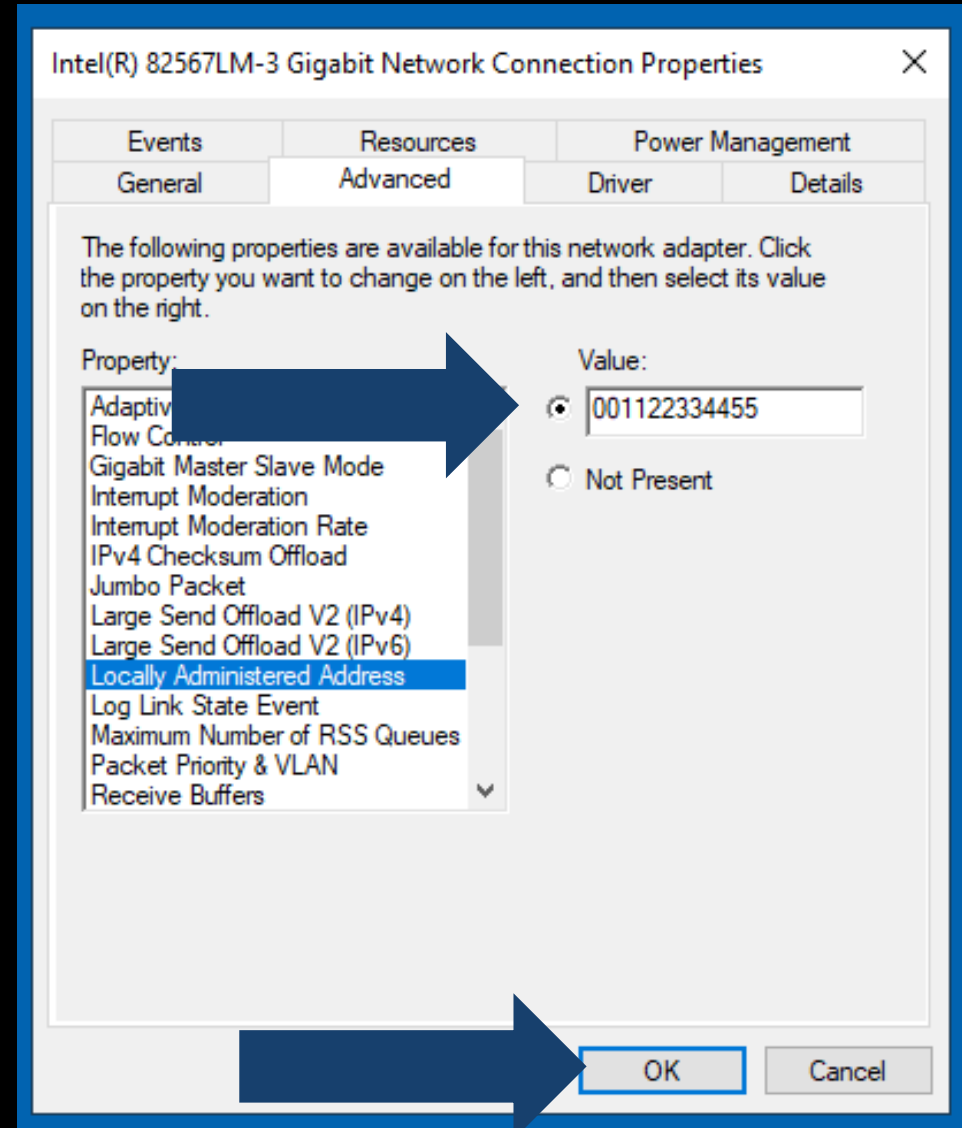 Intel(R) 82567LM-3 Gigabit Network Connection Properties
Events
Resources
Power Management
General
Advanced
Driver
Details
The following properties are available for this network adapter. Click
the property you want to change on the left, and then select its value
on the right.
Property:
Value:
Adaptiv
001122334455
Flow
Gigabit Master Slave Mode
Not Present
Interrupt Moderation
Interrupt Moderation Rate
IPv4 Checksum Offload
Jumbo Packet
Large Send Offload V2 (IPv4)
Large Send Offload V2 (IPv6)
Locally Administered Address
Log Link State Event
Maximum Number of RSS Queues
Packet Priority & VLAN
Receive Buffers
OK
Cancel